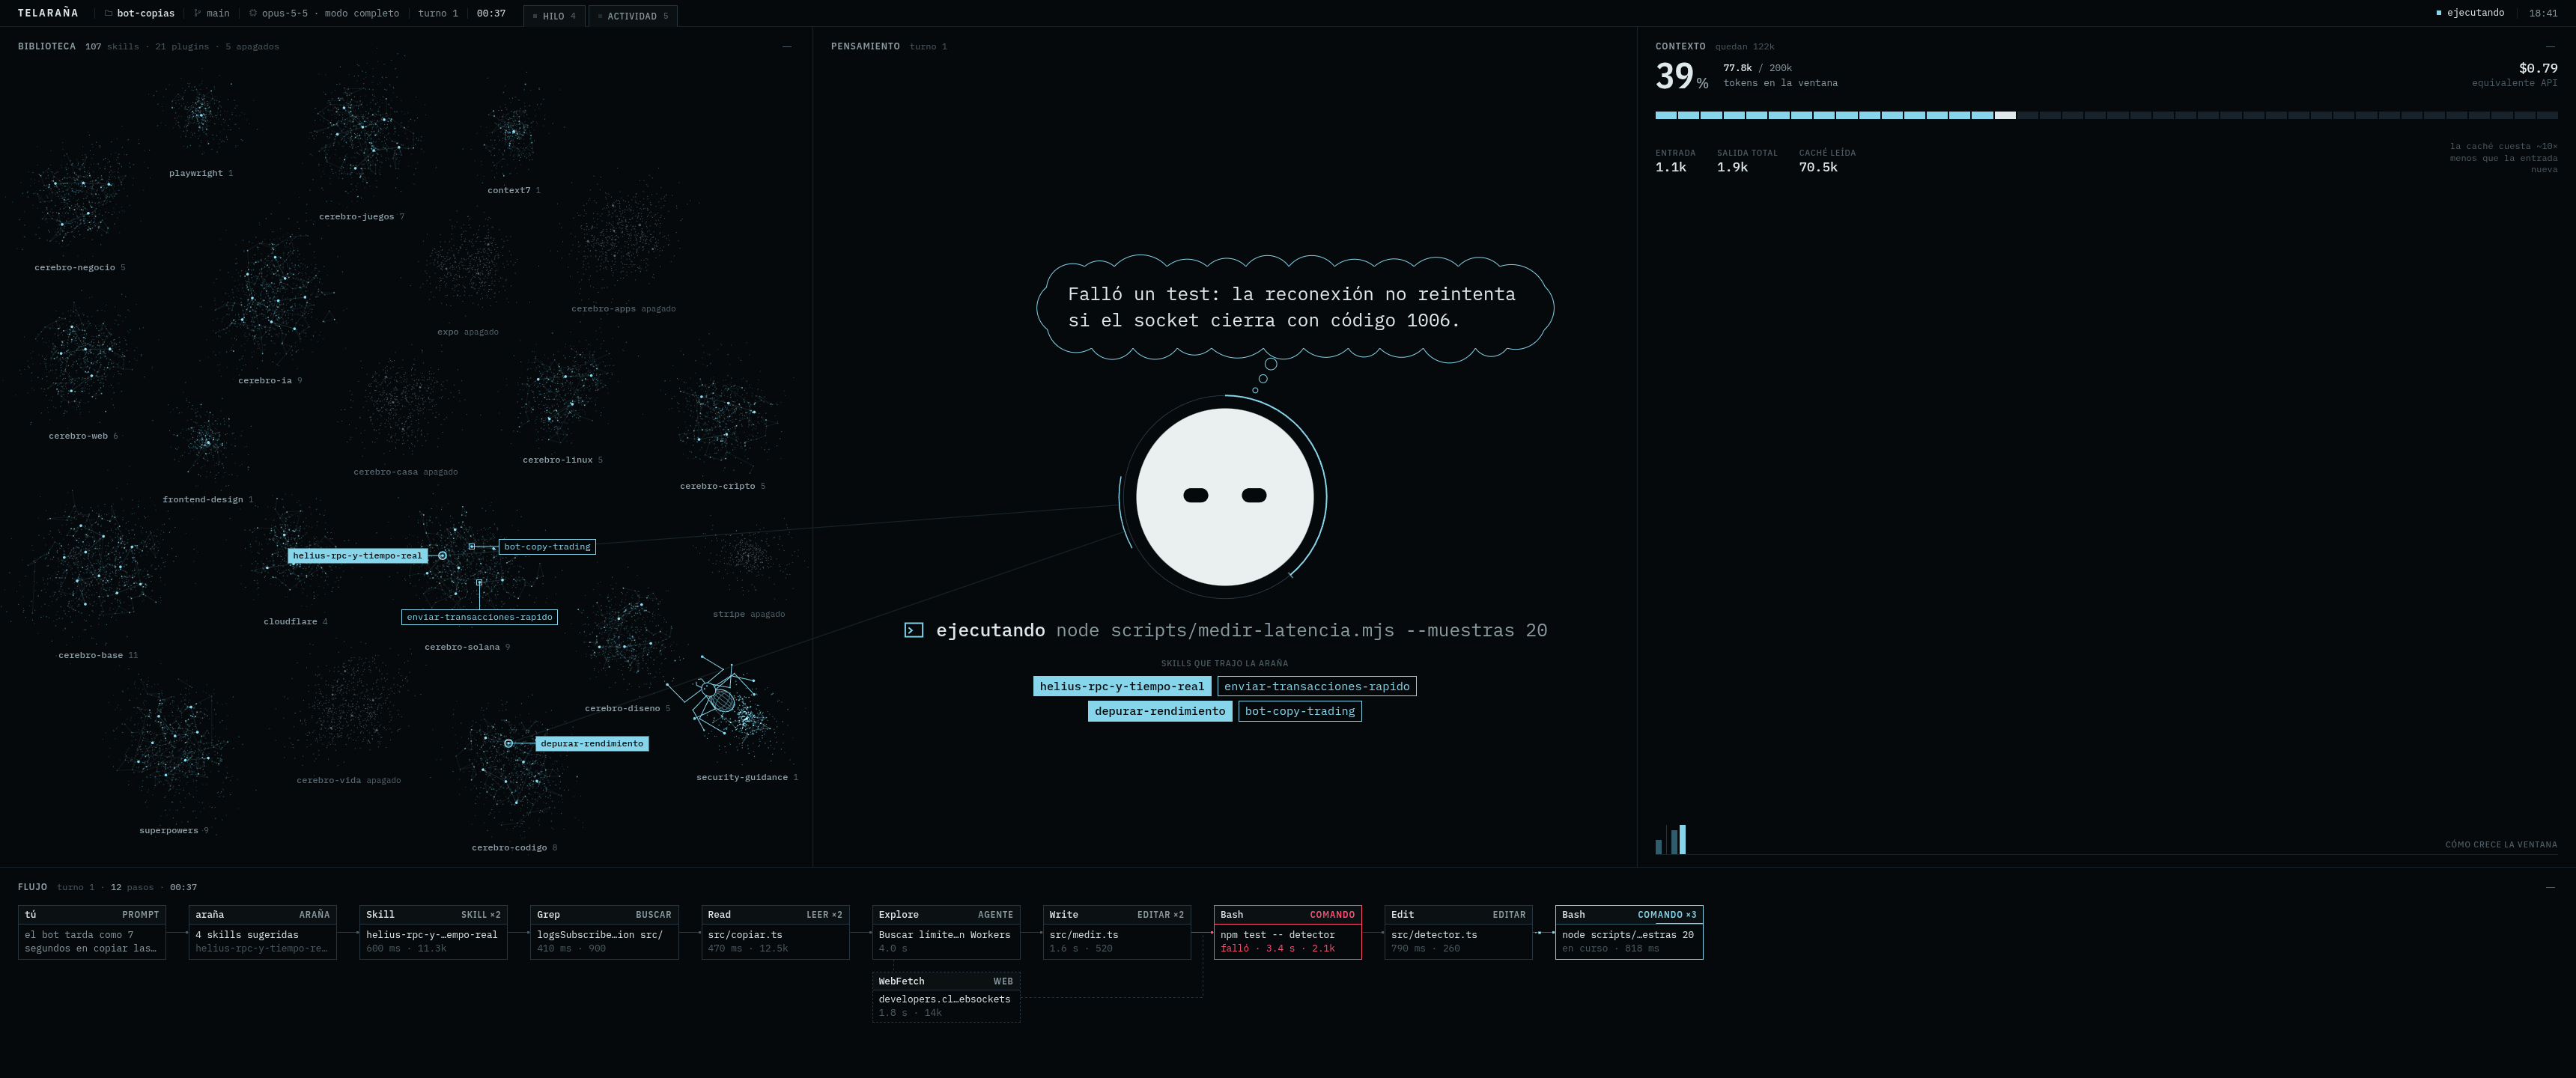 TELARAÑA bot-copias main opus-5-5 · modo completo turno 1 00:37 HILO 4 ACTIVIDAD 5 ejecutando 18:41
BIBLIOTECA 107 skills · 21 plugins · 5 apagados
playwright 1
context7 1
cerebro-juegos 7
cerebro-negocio 5
cerebro-apps apagado
expo apagado
cerebro-ia 9
cerebro-web 6
cerebro-linux 5
cerebro-casa apagado
cerebro-cripto 5
frontend-design 1
bot-copy-trading
helius-rpc-y-tiempo-real
stripe apagado
enviar-transacciones-rapido
cloudflare 4
cerebro-solana 9
cerebro-base 11
cerebro-diseno 5
depurar-rendimiento
security-guidance 1
cerebro-vida apagado
superpowers 9
cerebro-codigo 8
PENSAMIENTO turno 1
Falló un test: la reconexión no reintenta
si el socket cierra con código 1006.
ejecutando node scripts/medir-latencia.mjs --muestras 20
SKILLS QUE TRAJO LA ARAÑA
helius-rpc-y-tiempo-real enviar-transacciones-rapido
depurar-rendimiento bot-copy-trading
CONTEXTO quedan 122k
39%
77.8k / 200k
tokens en la ventana
$0.79
equivalente API
ENTRADA SALIDA TOTAL CACHÉ LEÍDA
1.1k 1.9k 70.5k
la caché cuesta ~10×
menos que la entrada
nueva
CÓMO CRECE LA VENTANA
FLUJO turno 1 · 12 pasos · 00:37
tú PROMPT
el bot tarda como 7
segundos en copiar las…
araña ARAÑA
4 skills sugeridas
helius-rpc-y-tiempo-re…
Skill SKILL ×2
helius-rpc-y-…empo-real
600 ms · 11.3k
Grep BUSCAR
logsSubscribe…ion src/
410 ms · 900
Read LEER ×2
src/copiar.ts
470 ms · 12.5k
Explore AGENTE
Buscar límite…n Workers
4.0 s
WebFetch WEB
developers.cl…ebsockets
1.8 s · 14k
Write EDITAR ×2
src/medir.ts
1.6 s · 520
Bash COMANDO
npm test -- detector
falló · 3.4 s · 2.1k
Edit EDITAR
src/detector.ts
790 ms · 260
Bash COMANDO ×3
node scripts/…estras 20
en curso · 818 ms